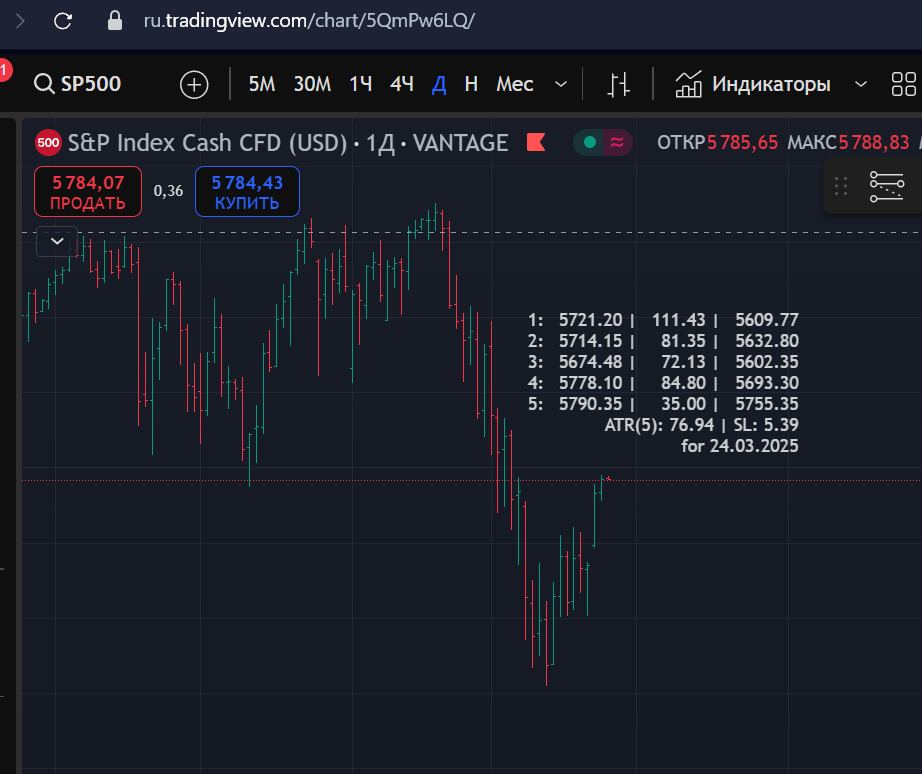 ru.tradingview.com/chart/5QmPw6LQ/
1
SP500 5М 30М 1Ч 4Ч Д Н Мес Индикаторы
500 S&P Index Cash CFD (USD) · 1Д · VANTAGE ОТКР5 785,65 МАКС5 788,83
5 784,07 0,36 5 784,43
ПРОДАТЬ КУПИТЬ
1: 5721.20 | 111.43 | 5609.77
2: 5714.15 | 81.35 | 5632.80
3: 5674.48 | 72.13 | 5602.35
4: 5778.10 | 84.80 | 5693.30
5: 5790.35 | 35.00 | 5755.35
ATR(5): 76.94 | SL: 5.39
for 24.03.2025